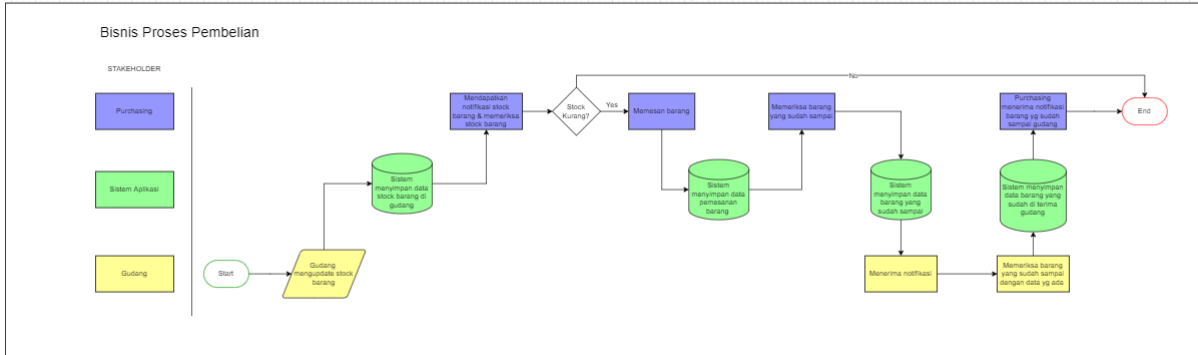 Bisnis Proses Pembelian
STAKEHOLDER
Purchasing
Sistem Aplikasi
Gudang
Start
Gudang
mengupdate stock
barang
Sistem
menyimpan data
stock barang di
gudang
Mendapatkan
notifikasi stock
barang & memeriksa
stock barang
Stock
Kurang?
Yes
No
Memesan barang
Sistem
menyimpan data
pemesanan
barang
Memeriksa barang
yang sudah sampai
Sistem
menyimpan data
barang yang
sudah sampai
Menerima notifikasi
Memeriksa barang
yang sudah sampai
dengan data yg ada
Sistem menyimpan
data barang yang
sudah di terima
gudang
Purchasing
menerima notifikasi
barang yg sudah
sampai gudang
End